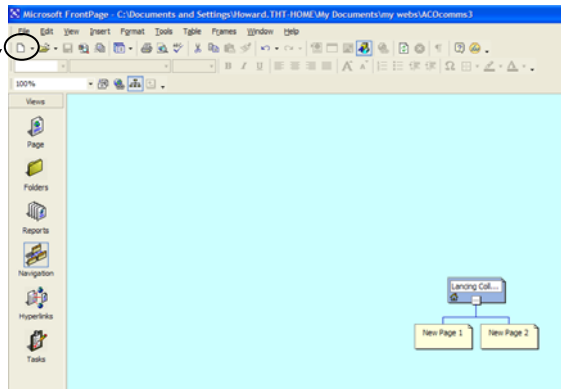 Microsoft FrontPage - C:\Documents and Settings\Howard.THT-HOME\My Documents\my webs\ACOcomms3
File Edit View Insert Format Tools Table Frames Window Help
100%
Views
Page
Folders
Reports
Navigation
Hyperlinks
Tasks
Lancing Coll...
New Page 1
New Page 2